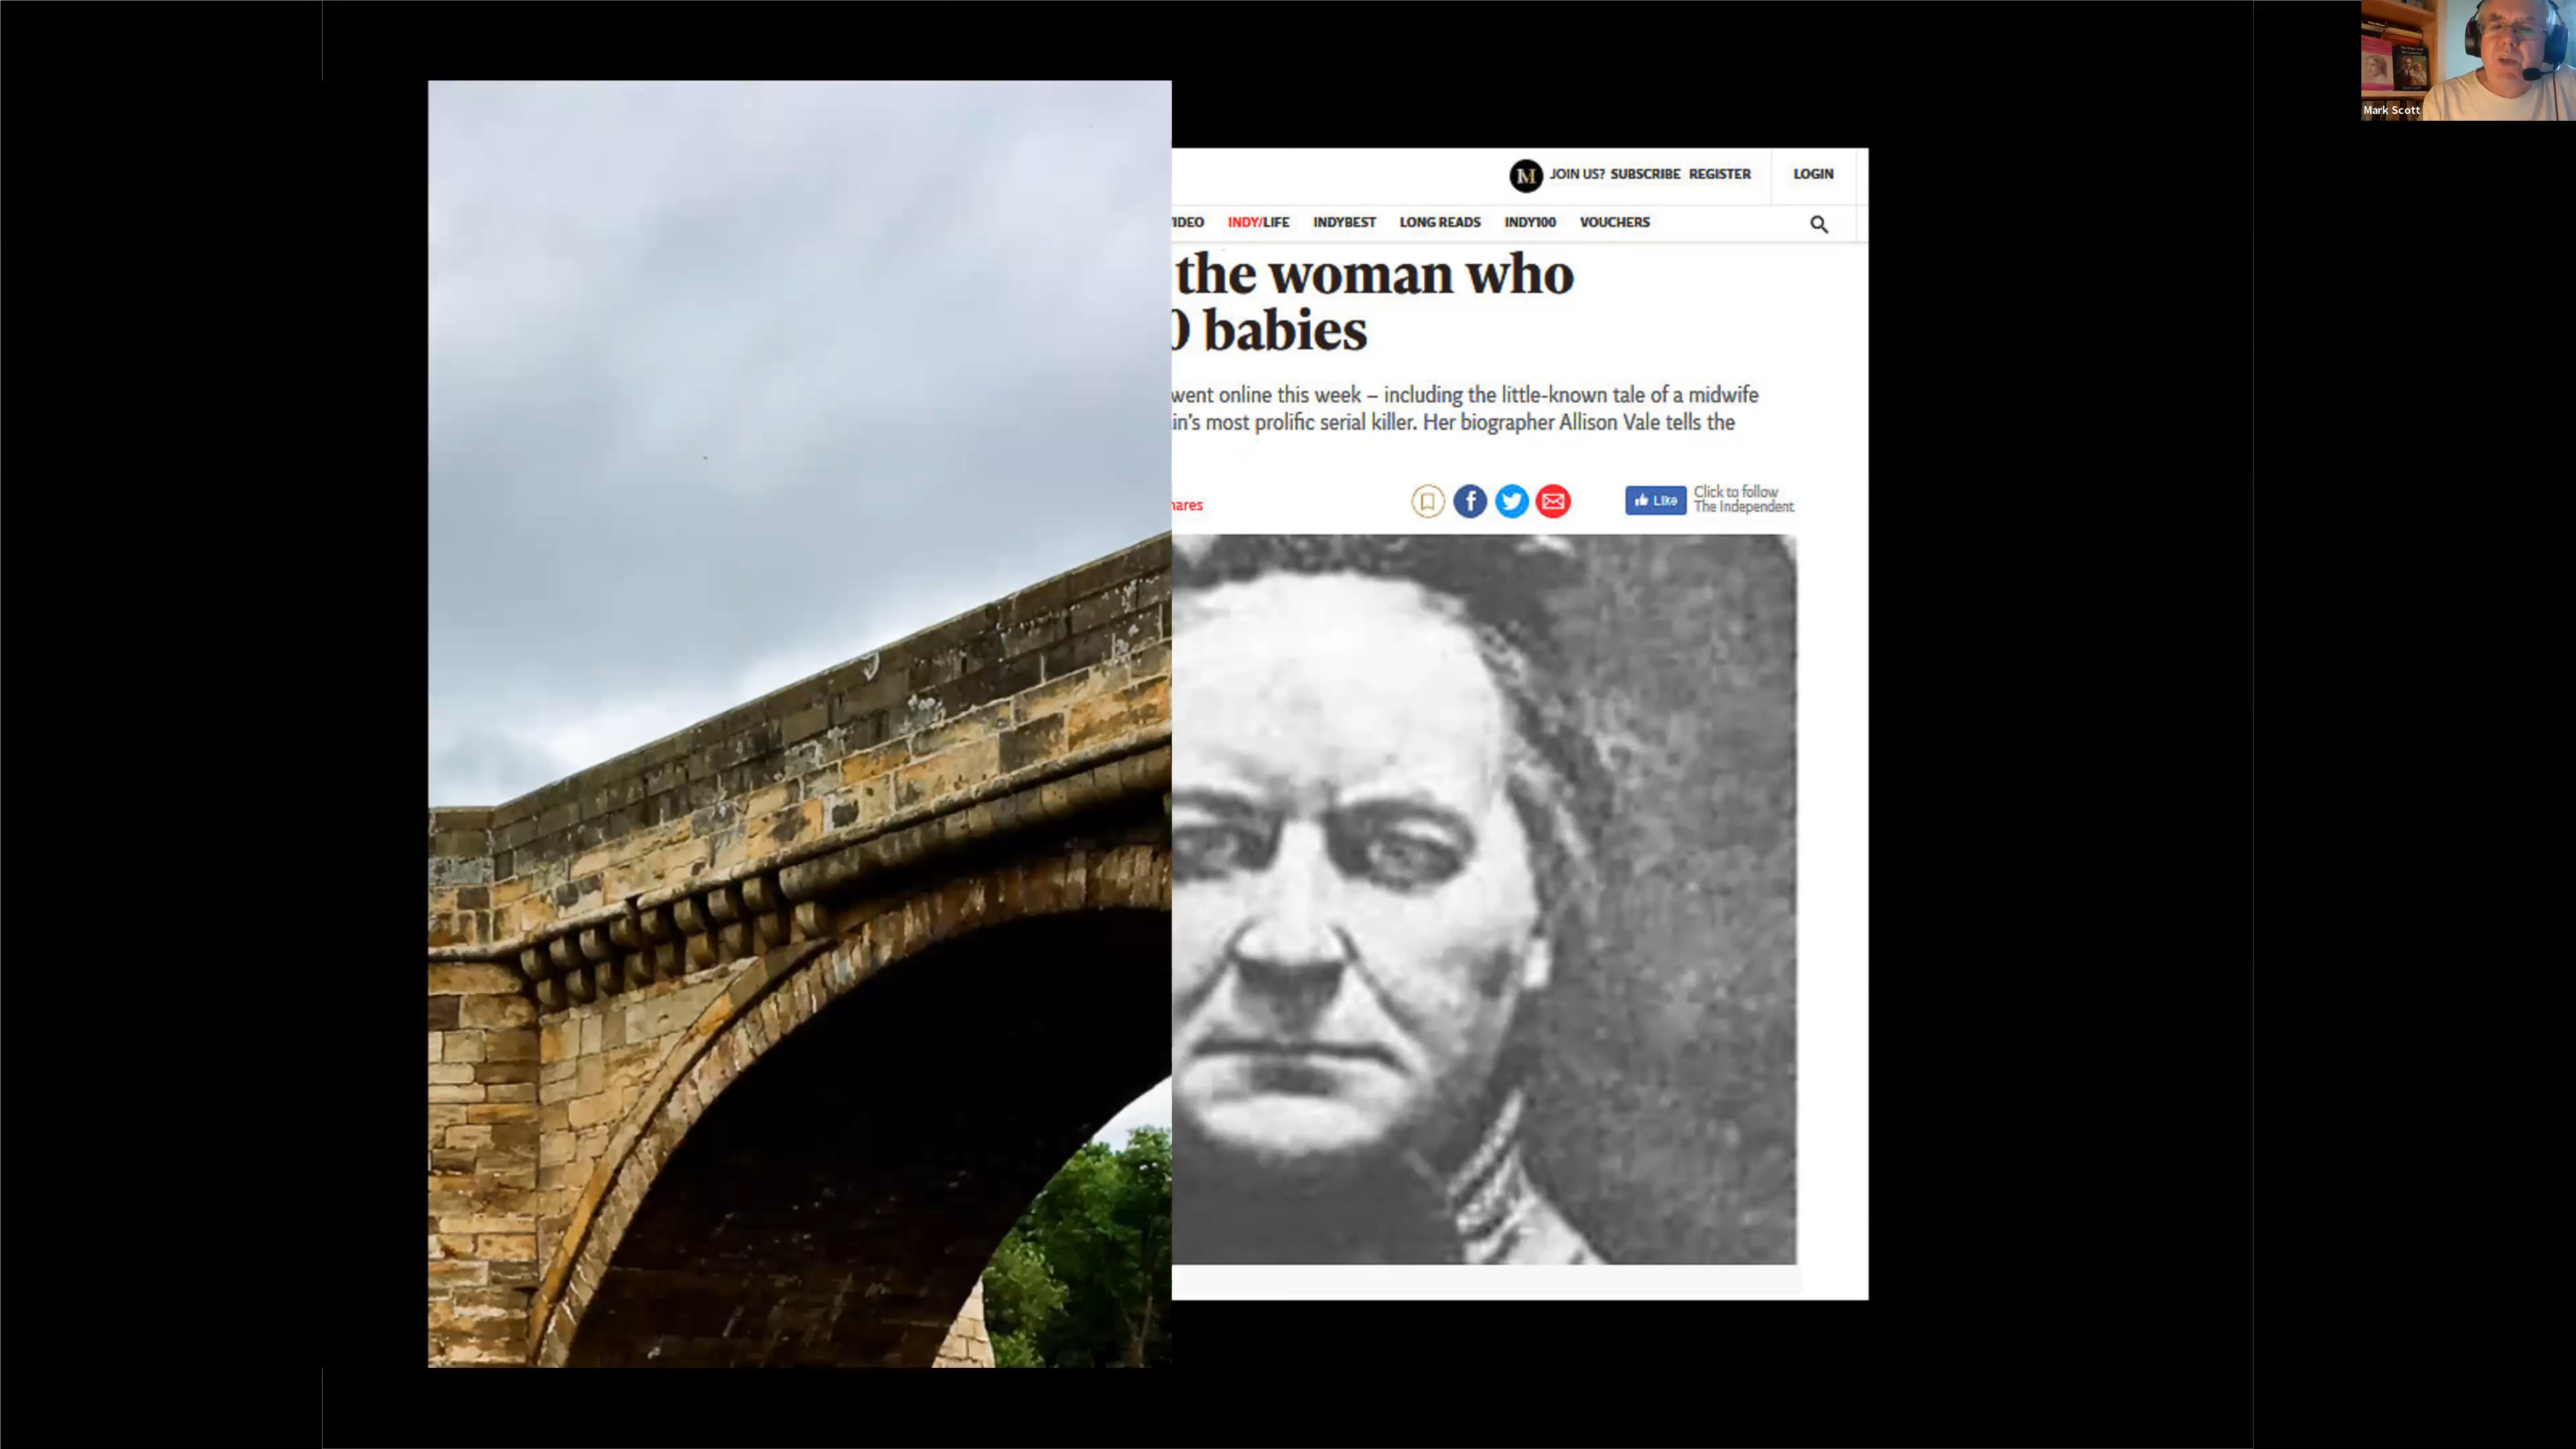 Mark Scott
M JOIN US? SUBSCRIBE REGISTER LOGIN
IDEO INDY/LIFE INDYBEST LONG READS INDY100 VOUCHERS
the woman who
0 babies
went online this week – including the little-known tale of a midwife
in's most prolific serial killer. Her biographer Allison Vale tells the
hares
f Like Click to follow
The Independent